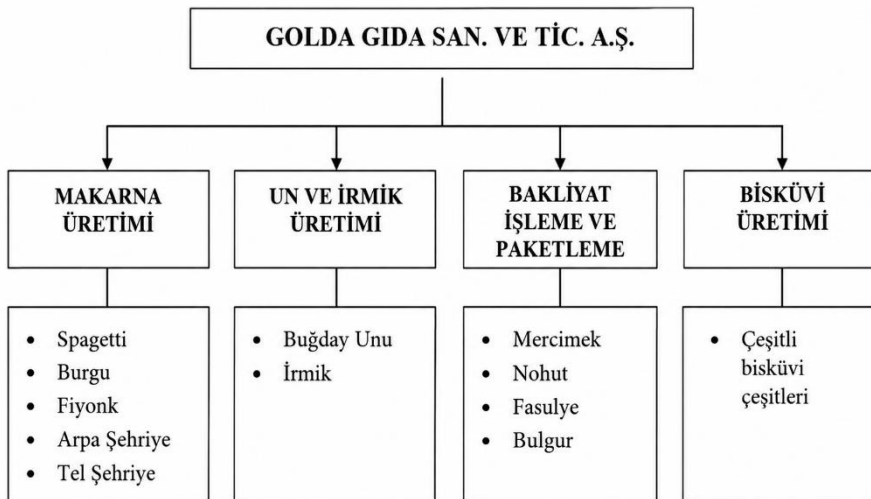 GOLDA GIDA SAN. VE TİC. A.Ş.
MAKARNA
ÜRETİMİ
UN VE İRMİK
ÜRETİMİ
BAKLİYAT
İŞLEME VE
PAKETLEME
BİSKÜVİ
ÜRETİMİ
• Spagetti
• Burgu
• Fiyonk
• Arpa Şehriye
• Tel Şehriye
• Buğday Unu
• İrmik
• Mercimek
• Nohut
• Fasulye
• Bulgur
• Çeşitli
bisküvi
çeşitleri